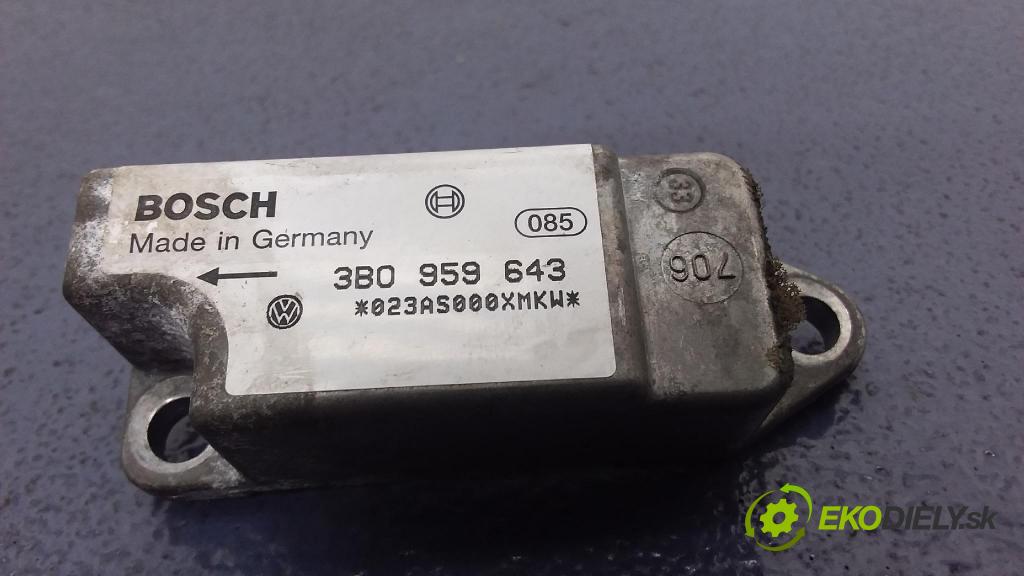 BOSCH
Made in Germany
085
3B0 959 643
*023AS000XMKW*
33
706
EKODIELY.sk